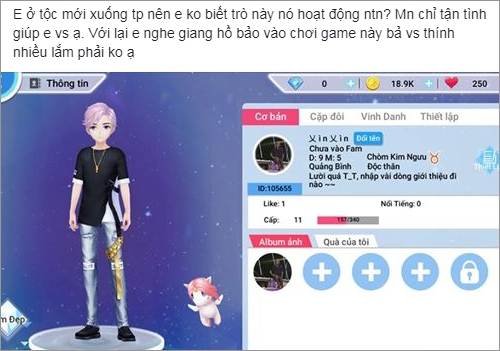 E ở tộc mới xuống tp nên e ko biết trò này nó hoạt động ntn? Mn chỉ tận tình
giúp e vs ạ. Với lại e nghe giang hồ bảo vào chơi game này bả vs thính
nhiều lắm phải ko ạ
Thông tin
0
18.9K
250
Cơ bản
Cặp đôi
Vinh Danh
Thiết lập
乂ìn 乂ìn
Đổi tên
Chưa vào Fam
D: 9 M: 5
Chòm Kim Ngưu
Quảng Bình
Độc thân
Lười quá T_T, nhập vài dòng giới thiệu đi
nào ~~
ID:105655
Like: 1
Nổi Tiếng: 0
Cấp: 11
157/340
Album ảnh
Quà của tôi
m Đẹp